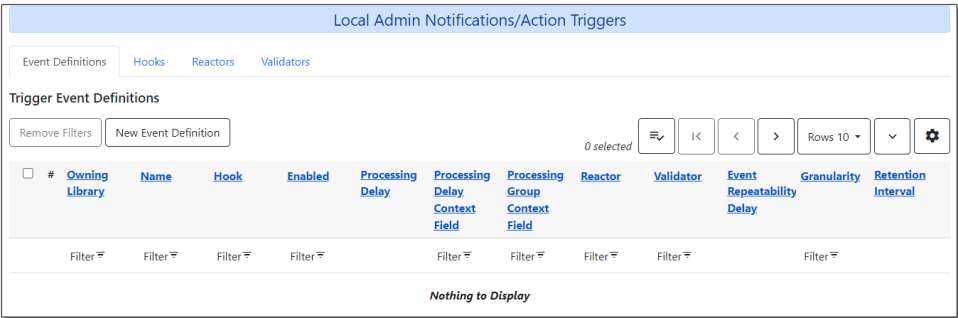 Local Admin Notifications/Action Triggers
Event Definitions Hooks Reactors Validators
Trigger Event Definitions
Remove Filters New Event Definition 0 selected Rows 10
# Owning Library Name Hook Enabled Processing Delay Processing Delay Context Field Processing Group Context Field Reactor Validator Event Repeatability Delay Granularity Retention Interval
Filter Filter Filter Filter Filter Filter Filter Filter Filter
Nothing to Display